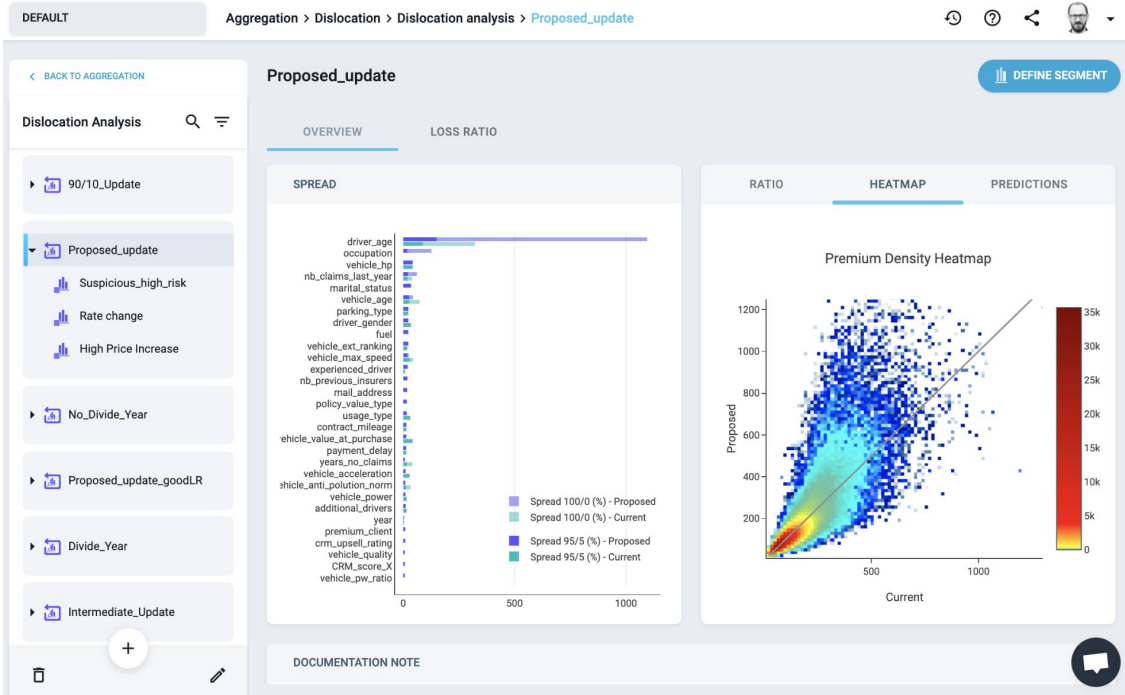 DEFAULT
Aggregation > Dislocation > Dislocation analysis > Proposed_update
BACK TO AGGREGATION
Dislocation Analysis
90/10_Update
Proposed_update
Suspicious_high_risk
Rate change
High Price Increase
No_Divide_Year
Proposed_update_goodLR
Divide_Year
Intermediate_Update
+
Proposed_update
DEFINE SEGMENT
OVERVIEW
LOSS RATIO
SPREAD
driver_age
occupation
vehicle_hp
nb_claims_last_year
marital_status
vehicle_age
parking_type
driver_gender
fuel
vehicle_ext_ranking
vehicle_max_speed
experienced_driver
nb_previous_insurers
mail_address
policy_value_type
usage_type
contract_mileage
vehicle_value_at_purchase
payment_delay
years_no_claims
vehicle_acceleration
ehicle_anti_polution_norm
vehicle_power
additional_drivers
year
premium_client
crm_upsell_rating
vehicle_quality
CRM_score_X
vehicle_pw_ratio
0
500
1000
Spread 100/0 (%) - Proposed
Spread 100/0 (%) - Current
Spread 95/5 (%) - Proposed
Spread 95/5 (%) - Current
RATIO
HEATMAP
PREDICTIONS
Premium Density Heatmap
Proposed
1200
1000
800
600
400
200
500
1000
Current
35k
30k
25k
20k
15k
10k
5k
0
DOCUMENTATION NOTE